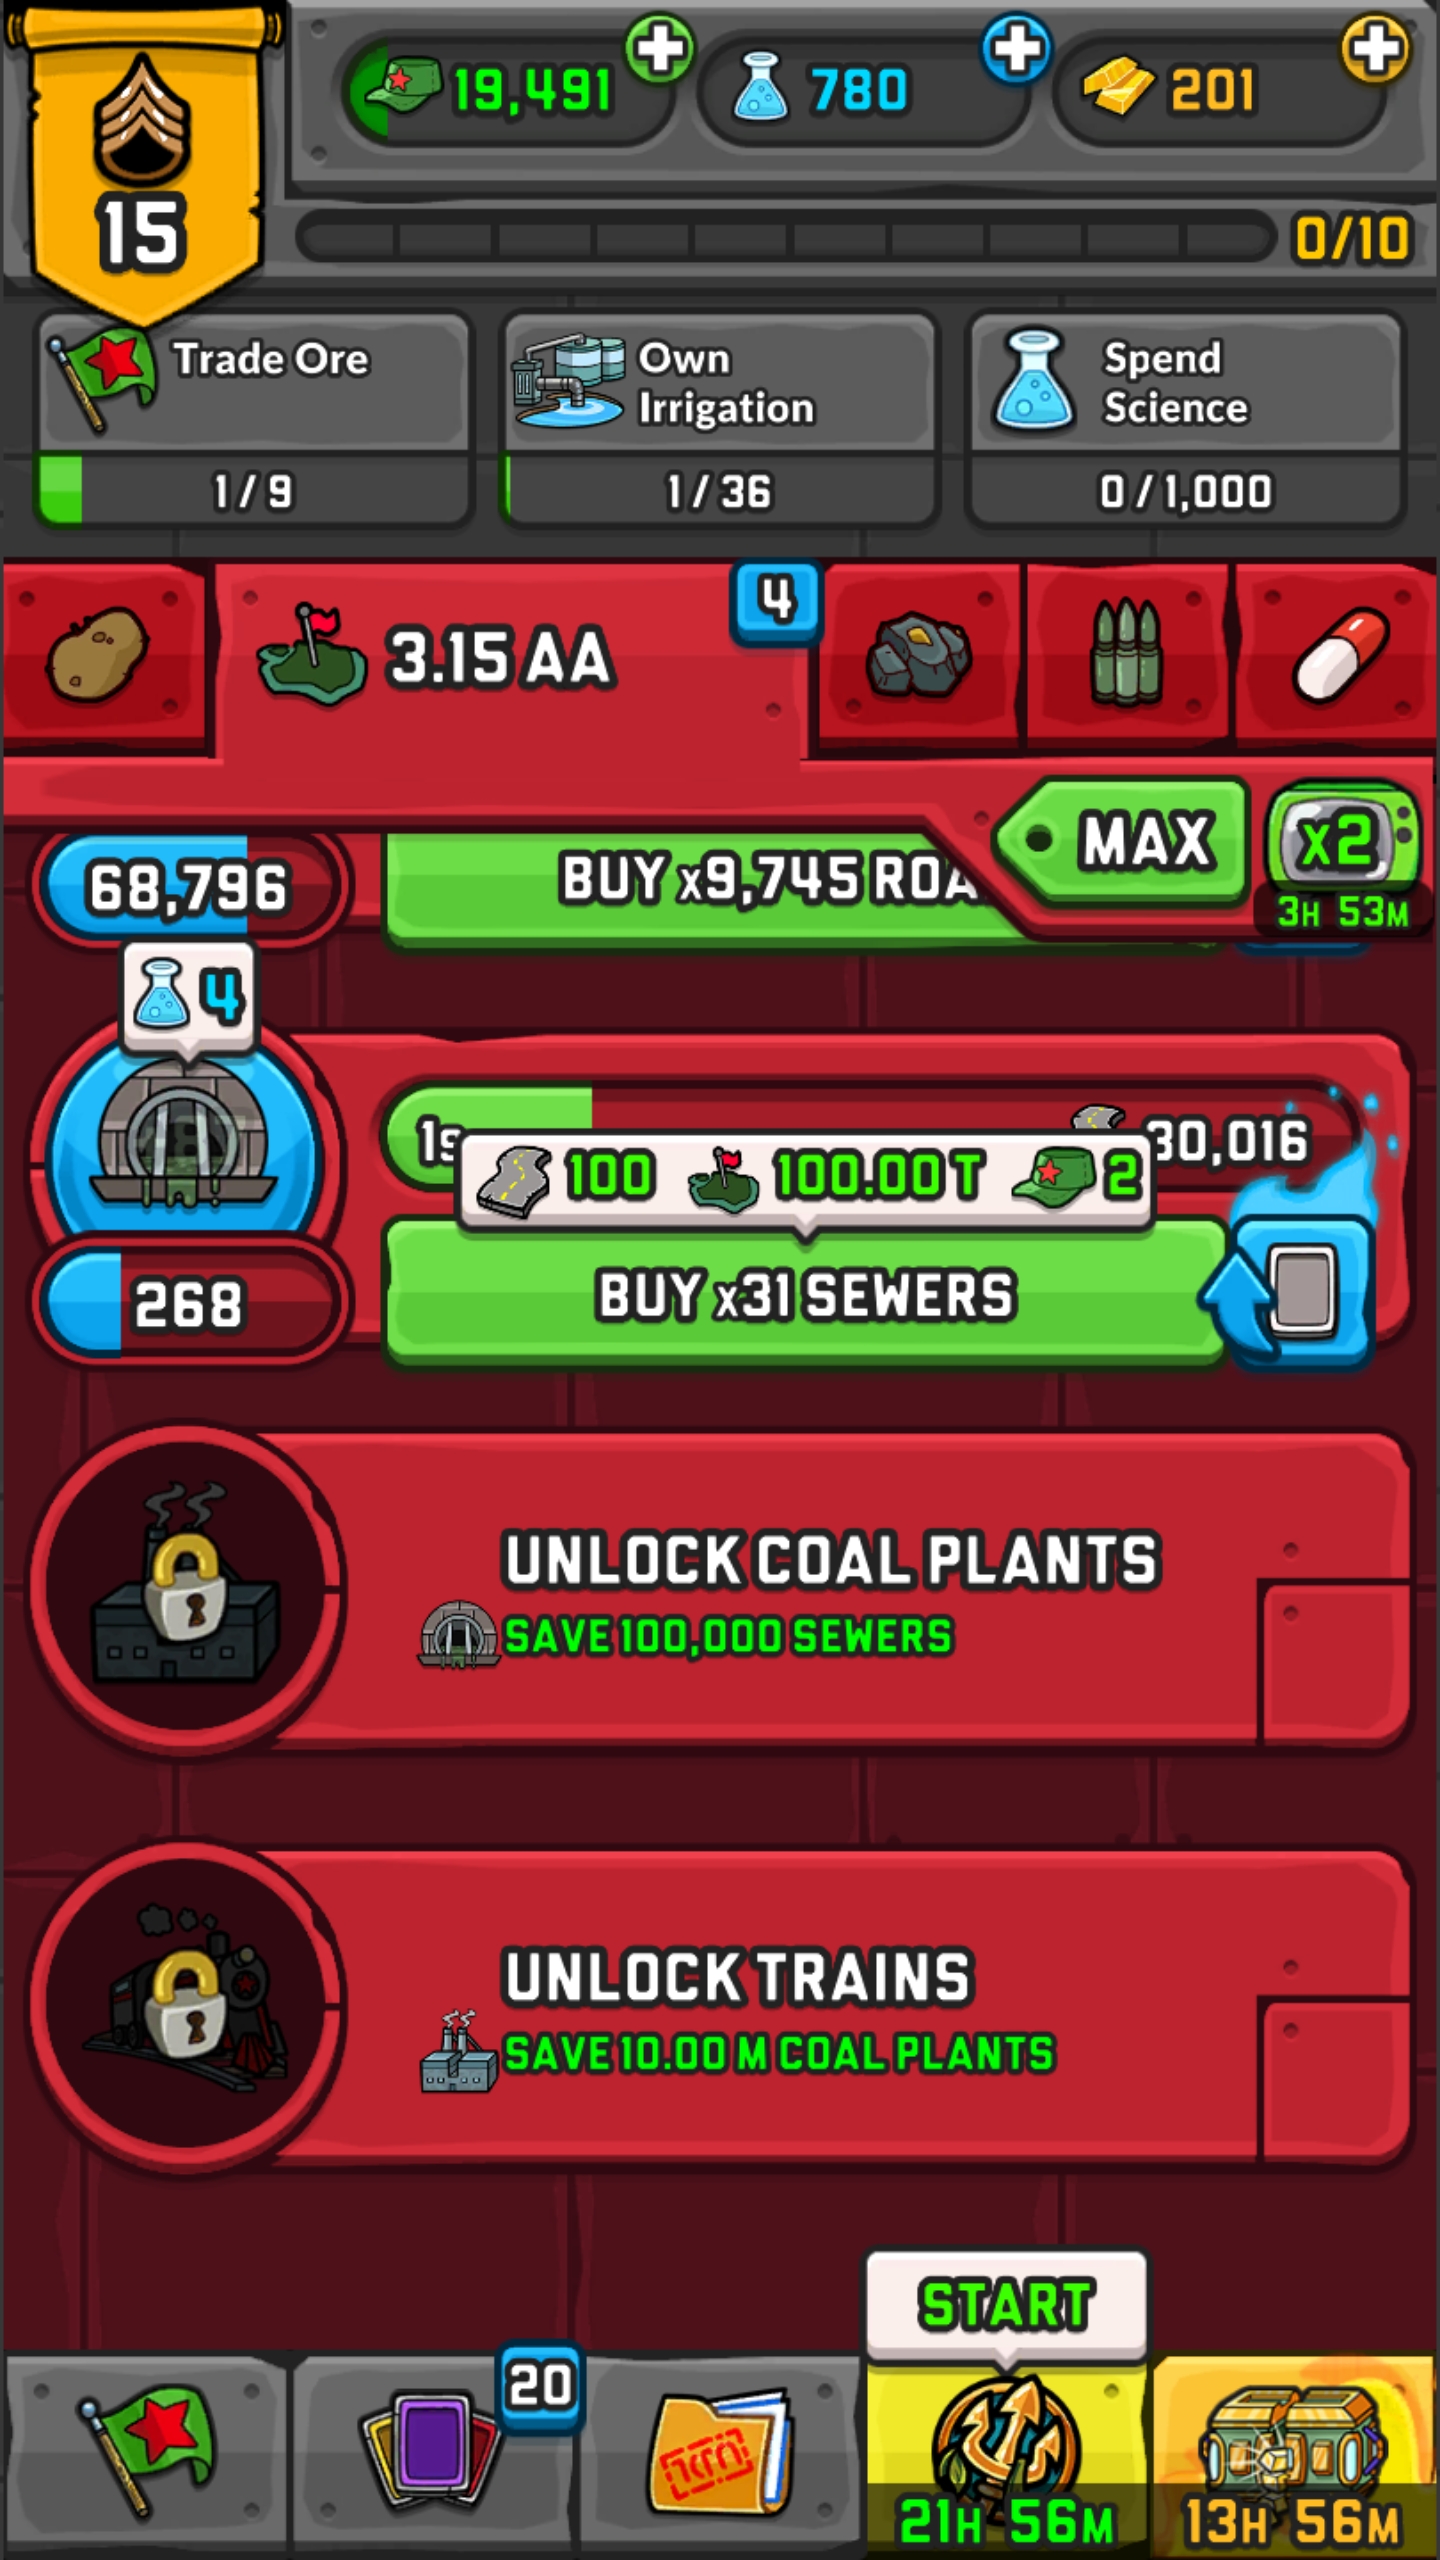 19,491
780
201
15
0/10
Trade Ore
1/9
Own
Irrigation
1/36
Spend
Science
0/1,000
3.15 AA
4
MAX
x2
3H 53M
68,796
BUY x9,745 ROA
4
1s
30,016
100
100.00 T
2
268
BUY x31 SEWERS
UNLOCK COAL PLANTS
SAVE 100,000 SEWERS
UNLOCK TRAINS
SAVE 10.00 M COAL PLANTS
START
20
21H 56M
13H 56M